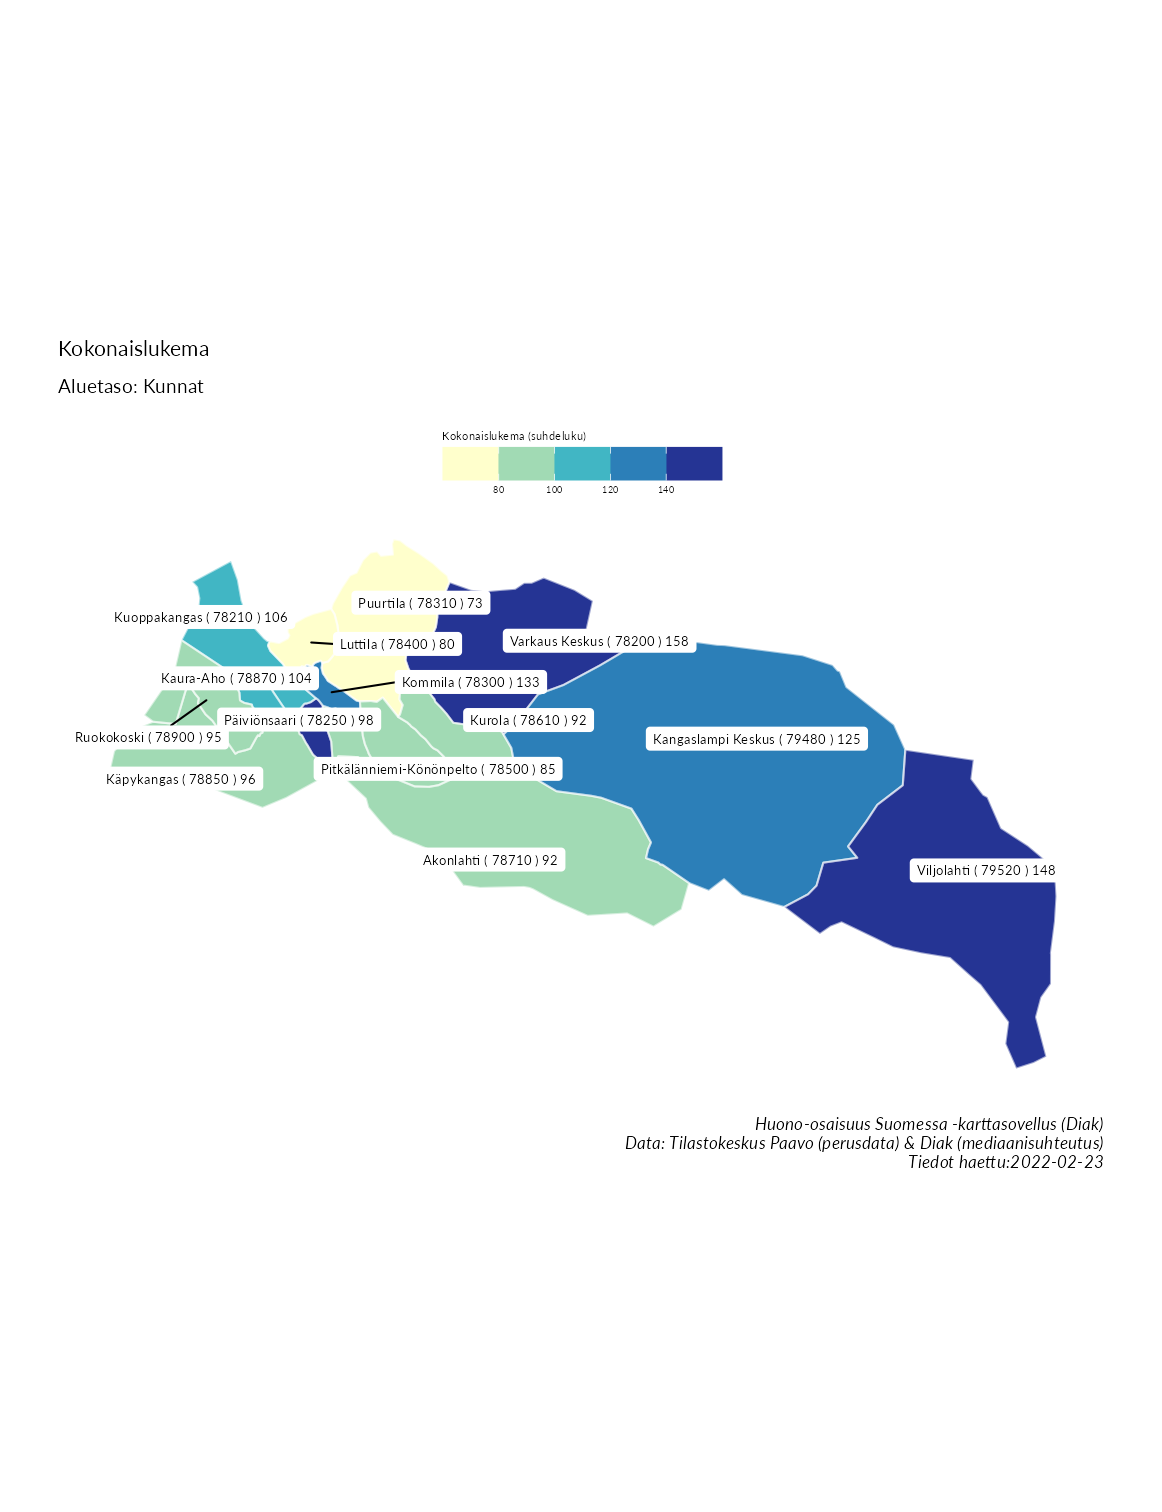 Kokonaislukema
Aluetaso: Kunnat
Kokonaislukema (suhdeluku)
80 100 120 140
Puurtila ( 78310 ) 73
Kuoppakangas ( 78210 ) 106
Varkaus Keskus ( 78200 ) 158
Luttila ( 78400 ) 80
Kaura-Aho ( 78870 ) 104
Kommila ( 78300 ) 133
Päiviönsaari ( 78250 ) 98
Kurola ( 78610 ) 92
Ruokokoski ( 78900 ) 95
Kangaslampi Keskus ( 79480 ) 125
Pitkälänniemi-Könönpelto ( 78500 ) 85
Käpykangas ( 78850 ) 96
Akonlahti ( 78710 ) 92
Viljolahti ( 79520 ) 148
Huono-osaisuus Suomessa -karttasovellus (Diak)
Data: Tilastokeskus Paavo (perusdata) & Diak (mediaanisuhteutus)
Tiedot haettu:2022-02-23